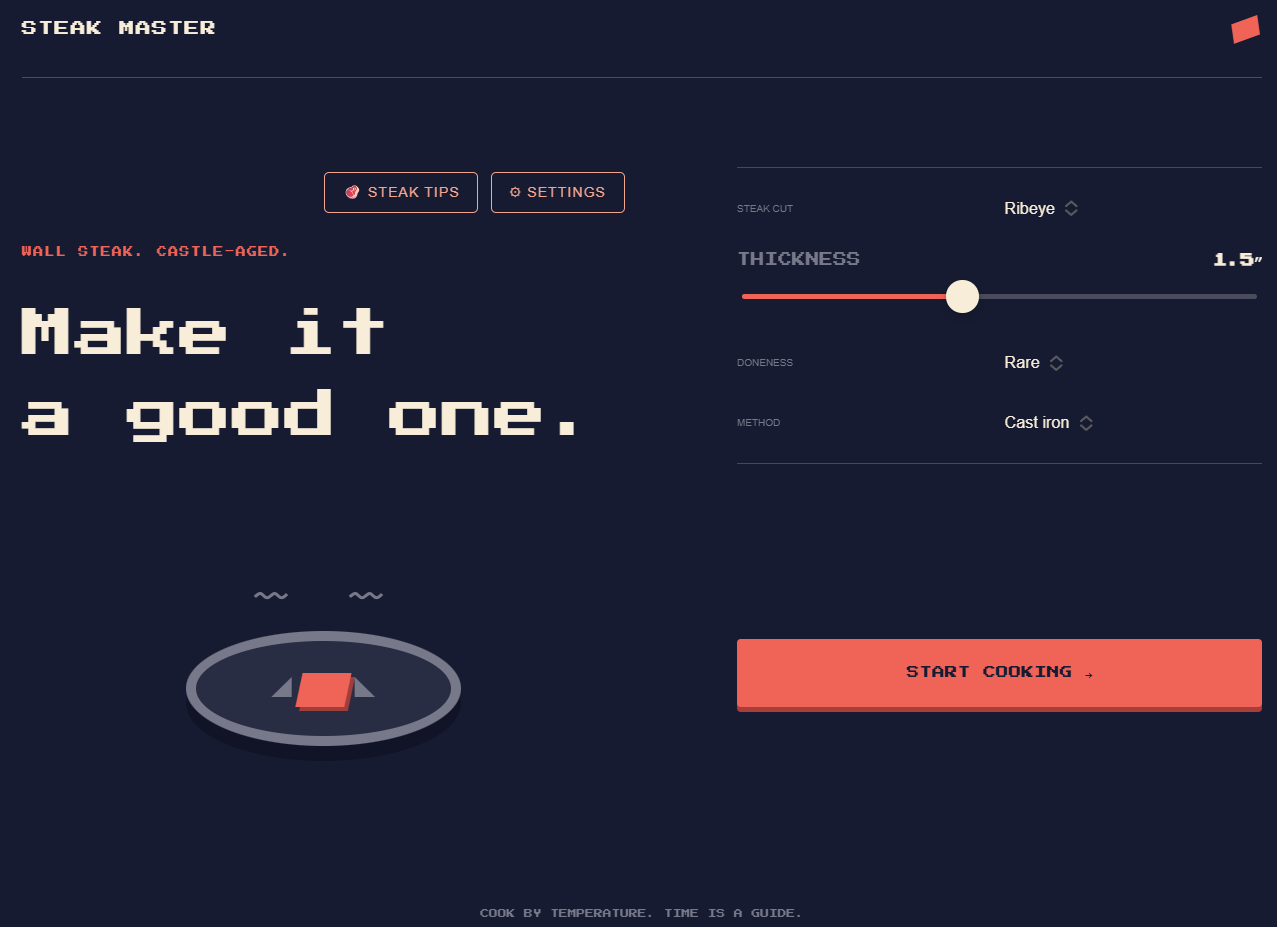 STEAK MASTER
🥩 STEAK TIPS
⚙ SETTINGS
WALL STEAK. CASTLE-AGED.
Make it
a good one.
STEAK CUT
Ribeye
THICKNESS
1.5″
DONENESS
Rare
METHOD
Cast iron
START COOKING →
COOK BY TEMPERATURE. TIME IS A GUIDE.